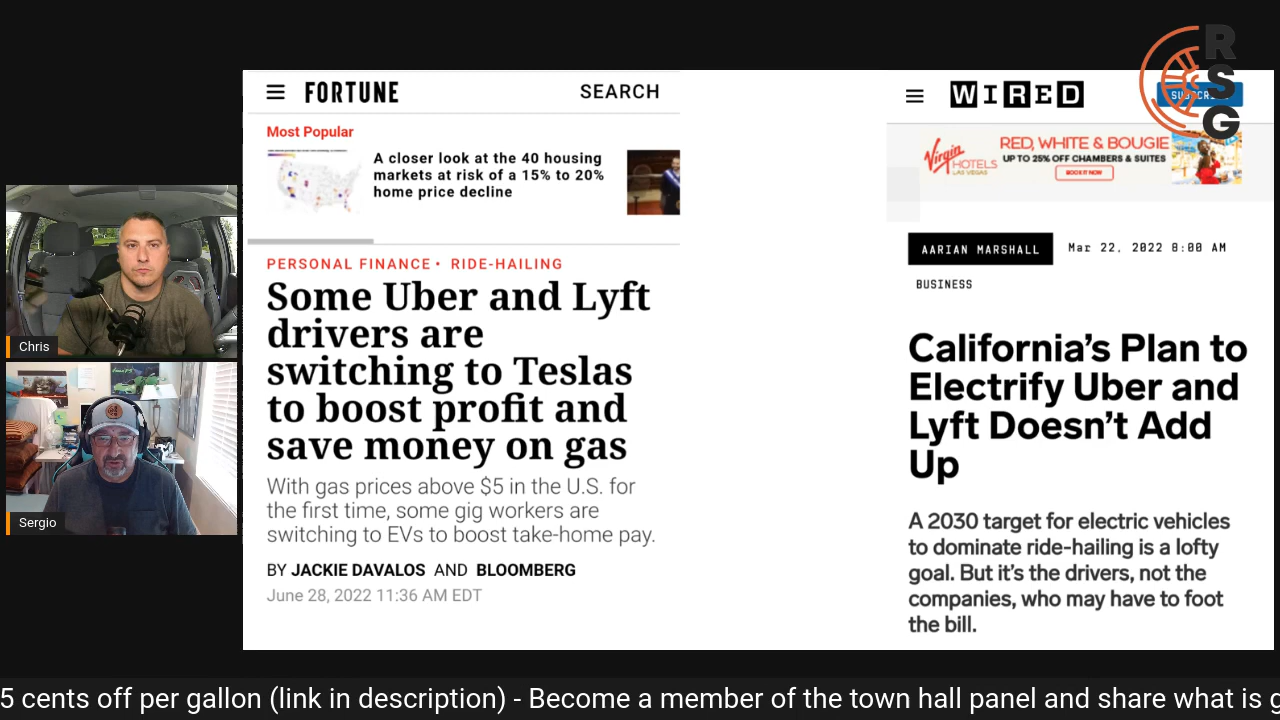 R
S
G
FORTUNE
SEARCH
Most Popular
A closer look at the 40 housing
markets at risk of a 15% to 20%
home price decline
PERSONAL FINANCE • RIDE-HAILING
Some Uber and Lyft
drivers are
switching to Teslas
to boost profit and
save money on gas
With gas prices above $5 in the U.S. for
the first time, some gig workers are
switching to EVs to boost take-home pay.
BY JACKIE DAVALOS AND BLOOMBERG
June 28, 2022 11:36 AM EDT
WIRED
Virgin
HOTELS
LAS VEGAS
RED, WHITE & BOUGIE
UP TO 25% OFF CHAMBERS & SUITES
BOOK IT NOW
AARIAN MARSHALL
Mar 22, 2022 8:00 AM
BUSINESS
California's Plan to
Electrify Uber and
Lyft Doesn't Add
Up
A 2030 target for electric vehicles
to dominate ride-hailing is a lofty
goal. But it's the drivers, not the
companies, who may have to foot
the bill.
Chris
Sergio
5 cents off per gallon (link in description) - Become a member of the town hall panel and share what is g